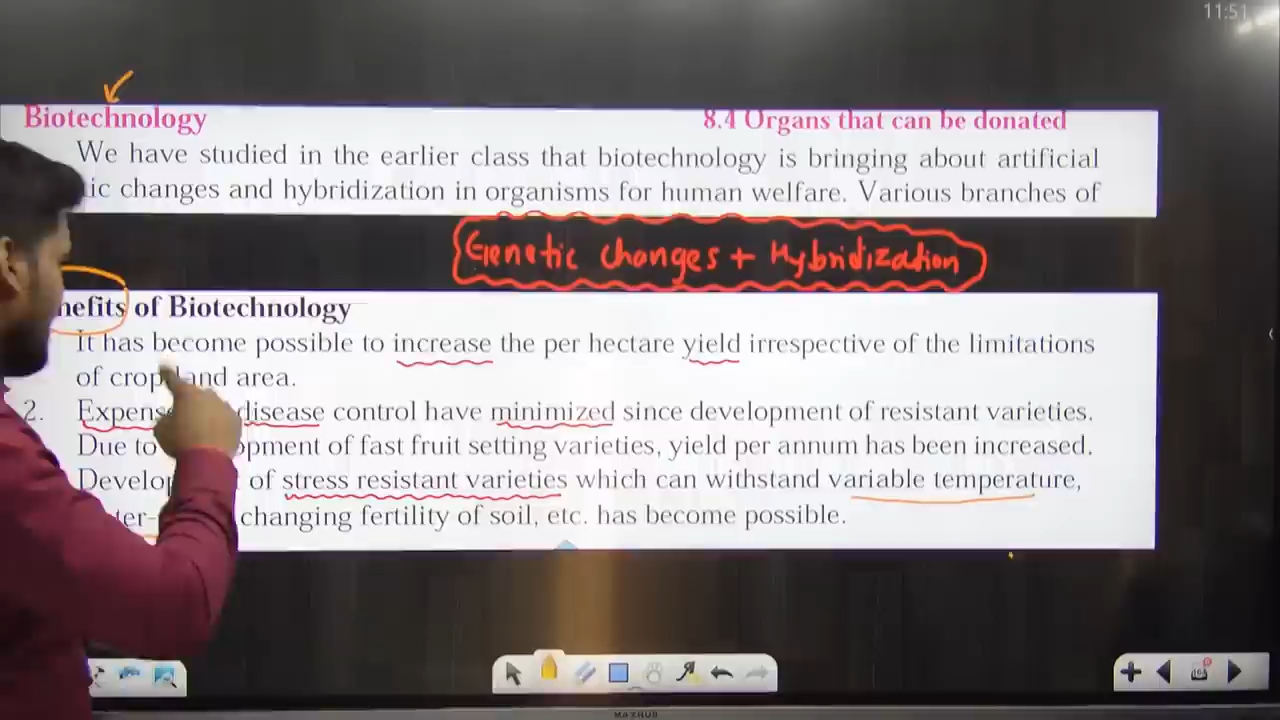 11:51
Biotechnology
8.4 Organs that can be donated
We have studied in the earlier class that biotechnology is bringing about artificial
changes and hybridization in organisms for human welfare. Various branches of
Genetic changes + Hybridization
of Biotechnology
It has become possible to increase the per hectare yield irrespective of the limitations
of crop land area.
2. disease control have minimized since development of resistant varieties.
Due to of fast fruit setting varieties, yield per annum has been increased.
of stress resistant varieties which can withstand variable temperature,
changing fertility of soil, etc. has become possible.
MAXHUB